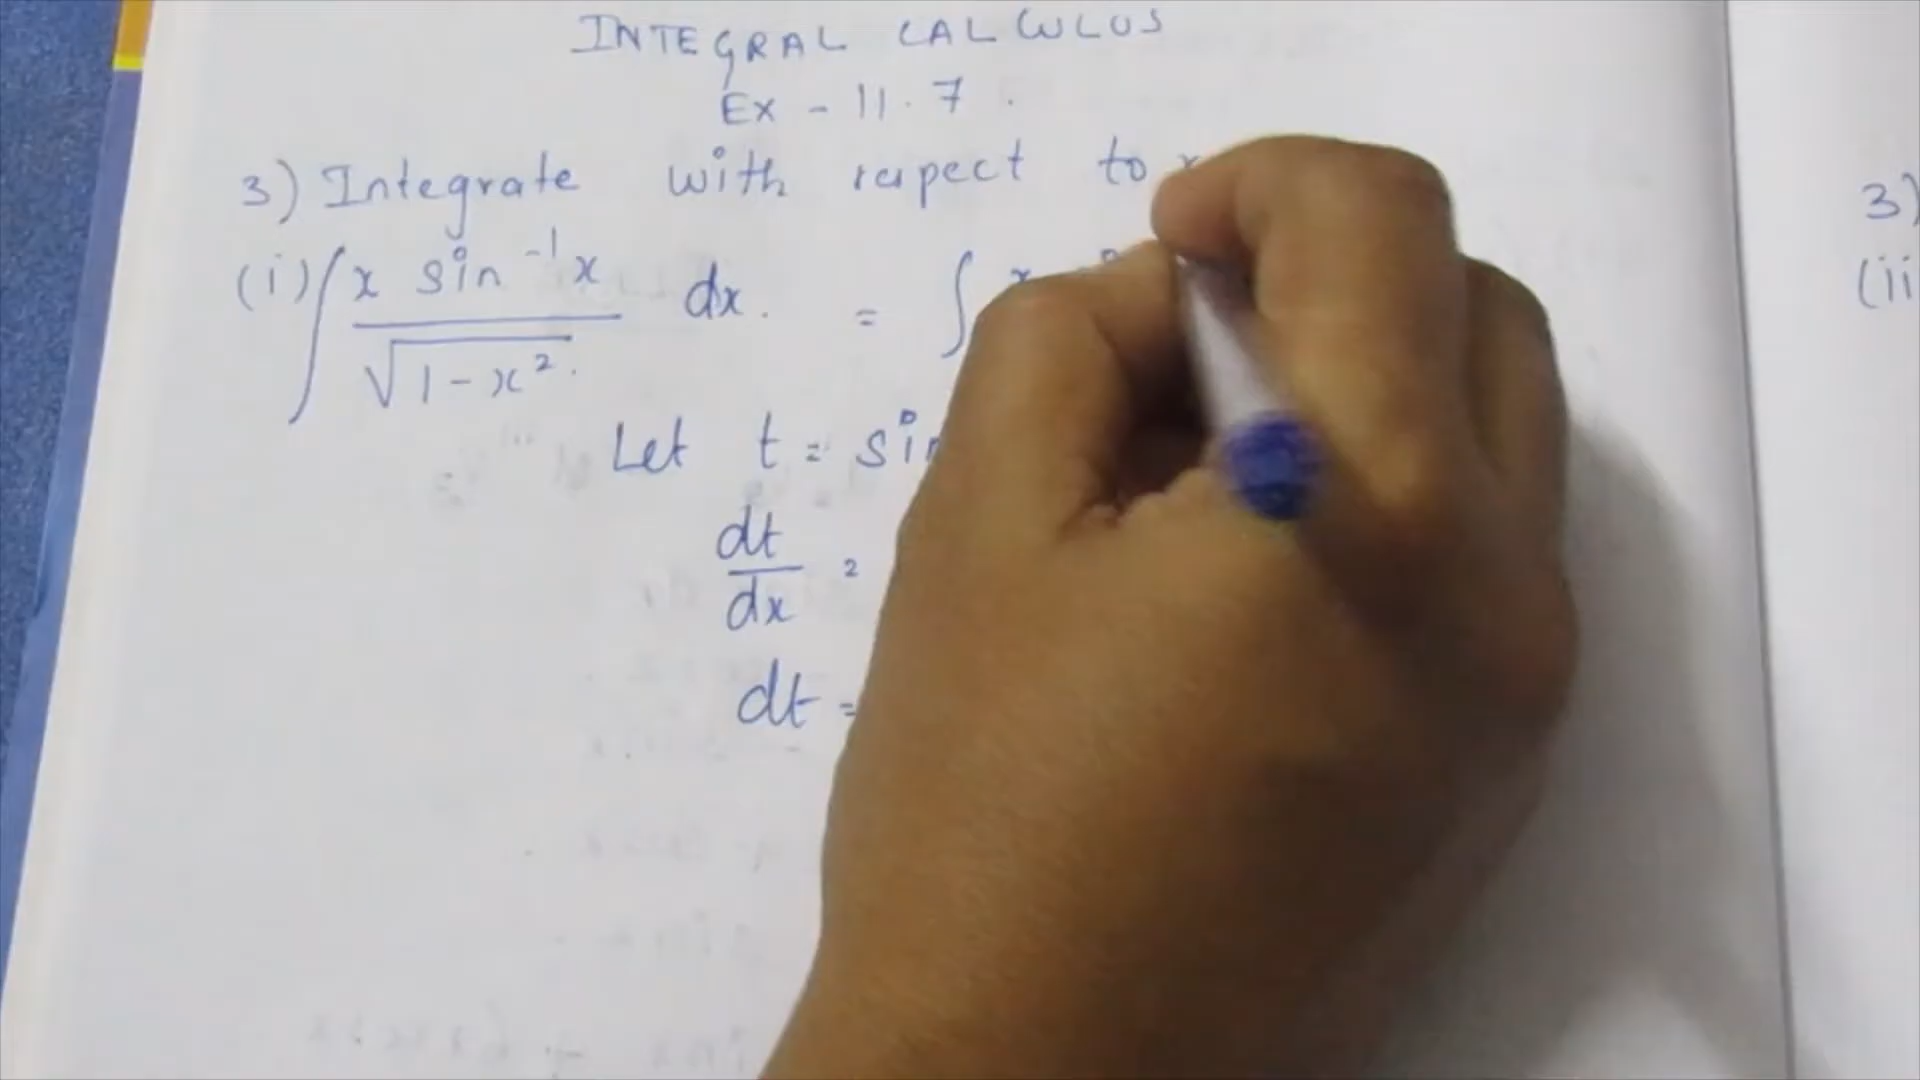 INTEGRAL CALCULUS
Ex - 11.7.
3) Integrate with respect to x
(i) ∫ x sin⁻¹x / √1-x². dx. = ∫ x
Let t = sin
dt/dx =
dt =
3)
(ii